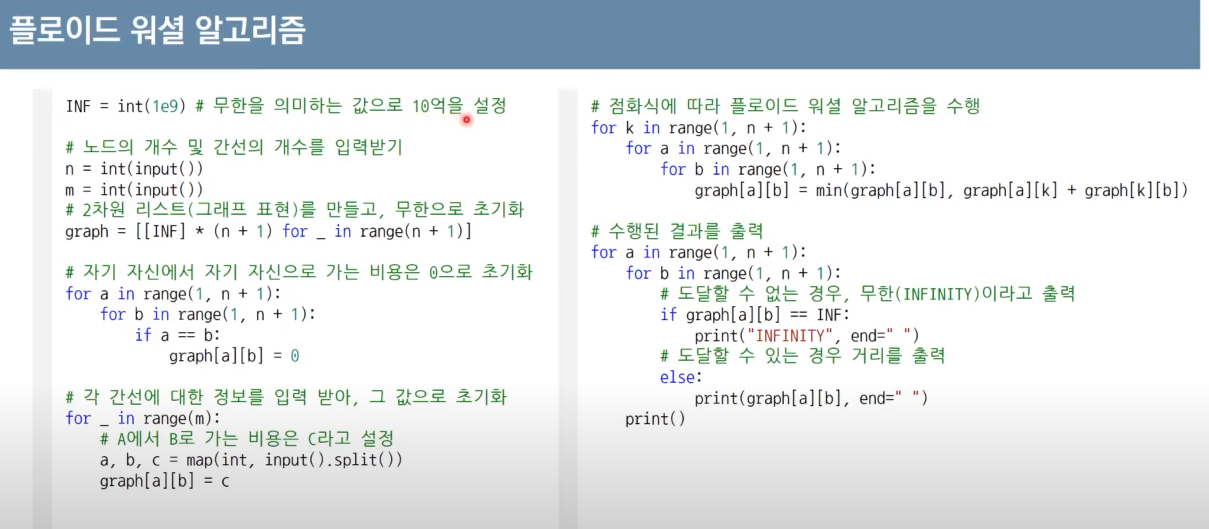 플로이드 워셜 알고리즘
INF = int(1e9) # 무한을 의미하는 값으로 10억을 설정
# 노드의 개수 및 간선의 개수를 입력받기
n = int(input())
m = int(input())
# 2차원 리스트(그래프 표현)를 만들고, 무한으로 초기화
graph = [[INF] * (n + 1) for _ in range(n + 1)]
# 자기 자신에서 자기 자신으로 가는 비용은 0으로 초기화
for a in range(1, n + 1):
    for b in range(1, n + 1):
        if a == b:
            graph[a][b] = 0
# 각 간선에 대한 정보를 입력 받아, 그 값으로 초기화
for _ in range(m):
    # A에서 B로 가는 비용은 C라고 설정
    a, b, c = map(int, input().split())
    graph[a][b] = c
# 점화식에 따라 플로이드 워셜 알고리즘을 수행
for k in range(1, n + 1):
    for a in range(1, n + 1):
        for b in range(1, n + 1):
            graph[a][b] = min(graph[a][b], graph[a][k] + graph[k][b])
# 수행된 결과를 출력
for a in range(1, n + 1):
    for b in range(1, n + 1):
        # 도달할 수 없는 경우, 무한(INFINITY)이라고 출력
        if graph[a][b] == INF:
            print("INFINITY", end=" ")
        # 도달할 수 있는 경우 거리를 출력
        else:
            print(graph[a][b], end=" ")
    print()